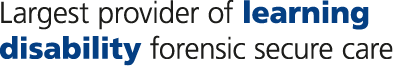 Largest provider of learning
disability forensic secure care